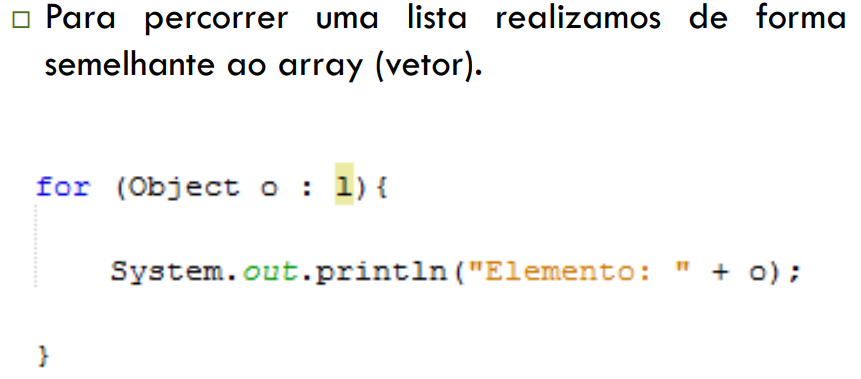 Para percorrer uma lista realizamos de forma
semelhante ao array (vetor).
for (Object o : l){
System.out.println("Elemento: " + o);
}